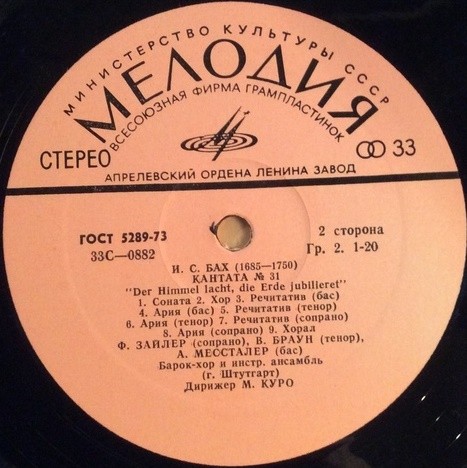 МИНИСТЕРСТВО КУЛЬТУРЫ СССР
МЕЛОДИЯ
ВСЕСОЮЗНАЯ ФИРМА ГРАМПЛАСТИНОК
СТЕРЕО
33
АПРЕЛЕВСКИЙ ОРДЕНА ЛЕНИНА ЗАВОД
ГОСТ 5289-73
2 сторона
33С—0882
Гр. 2. 1-20
И. С. БАХ (1685—1750)
КАНТАТА № 31
"Der Himmel lacht, die Erde jubilieret"
1. Соната 2. Хор 3. Речитатив (бас)
4. Ария (бас) 5. Речитатив (тенор)
6. Ария (тенор) 7. Речитатив (сопрано)
8. Ария (сопрано) 9. Хорал
Ф. ЗАЙЛЕР (сопрано), В. БРАУН (тенор),
А. МЕССТАЛЕР (бас)
Барок-хор и инстр. ансамбль
(г. Штутгарт)
Дирижер М. КУРО